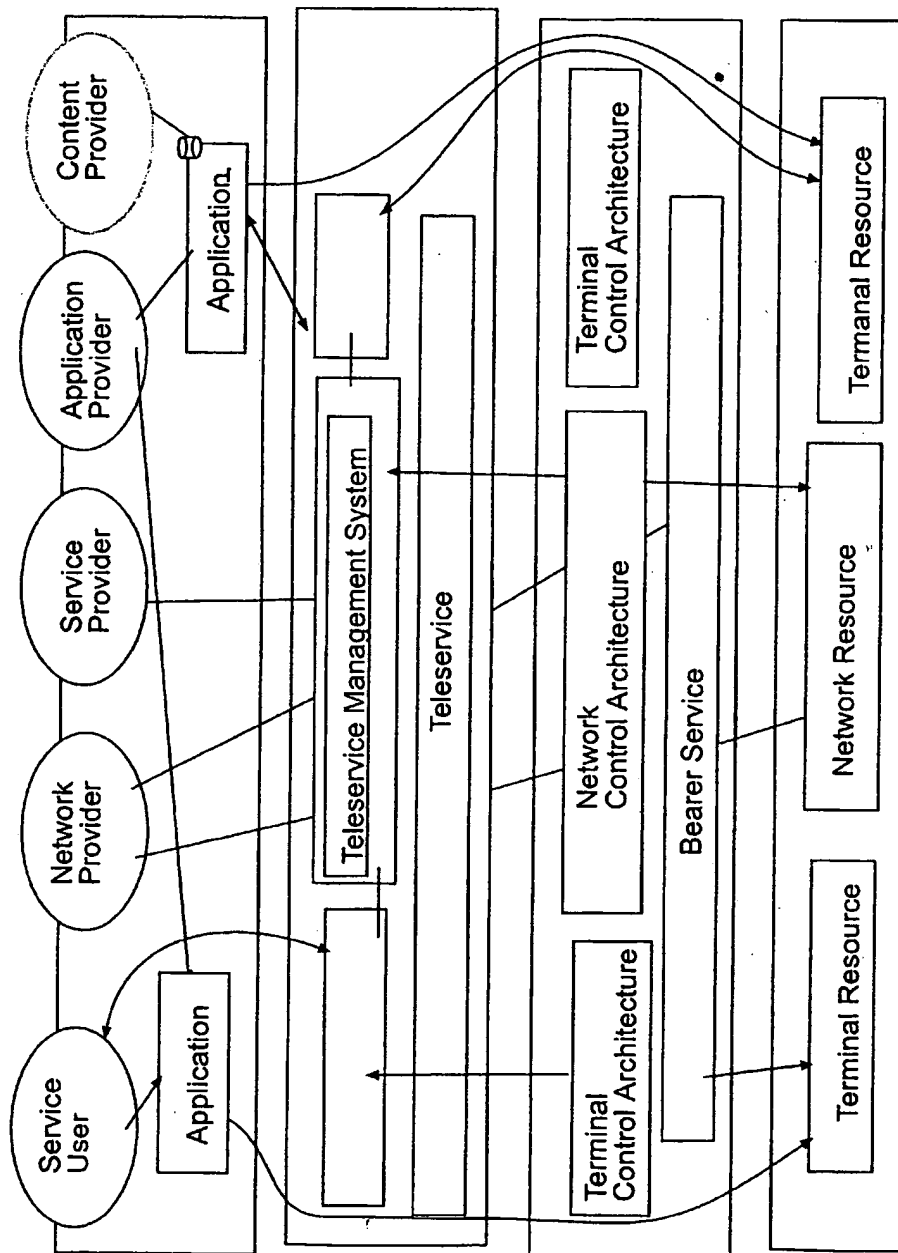 Service
User
Network
Provider
Service
Provider
Application
Provider
Content
Provider
Application
Application
Teleservice Management System
Teleservice
Terminal
Control Architecture
Network
Control Architecture
Terminal
Control Architecture
Bearer Service
Terminal Resource
Network Resource
Termanal Resource